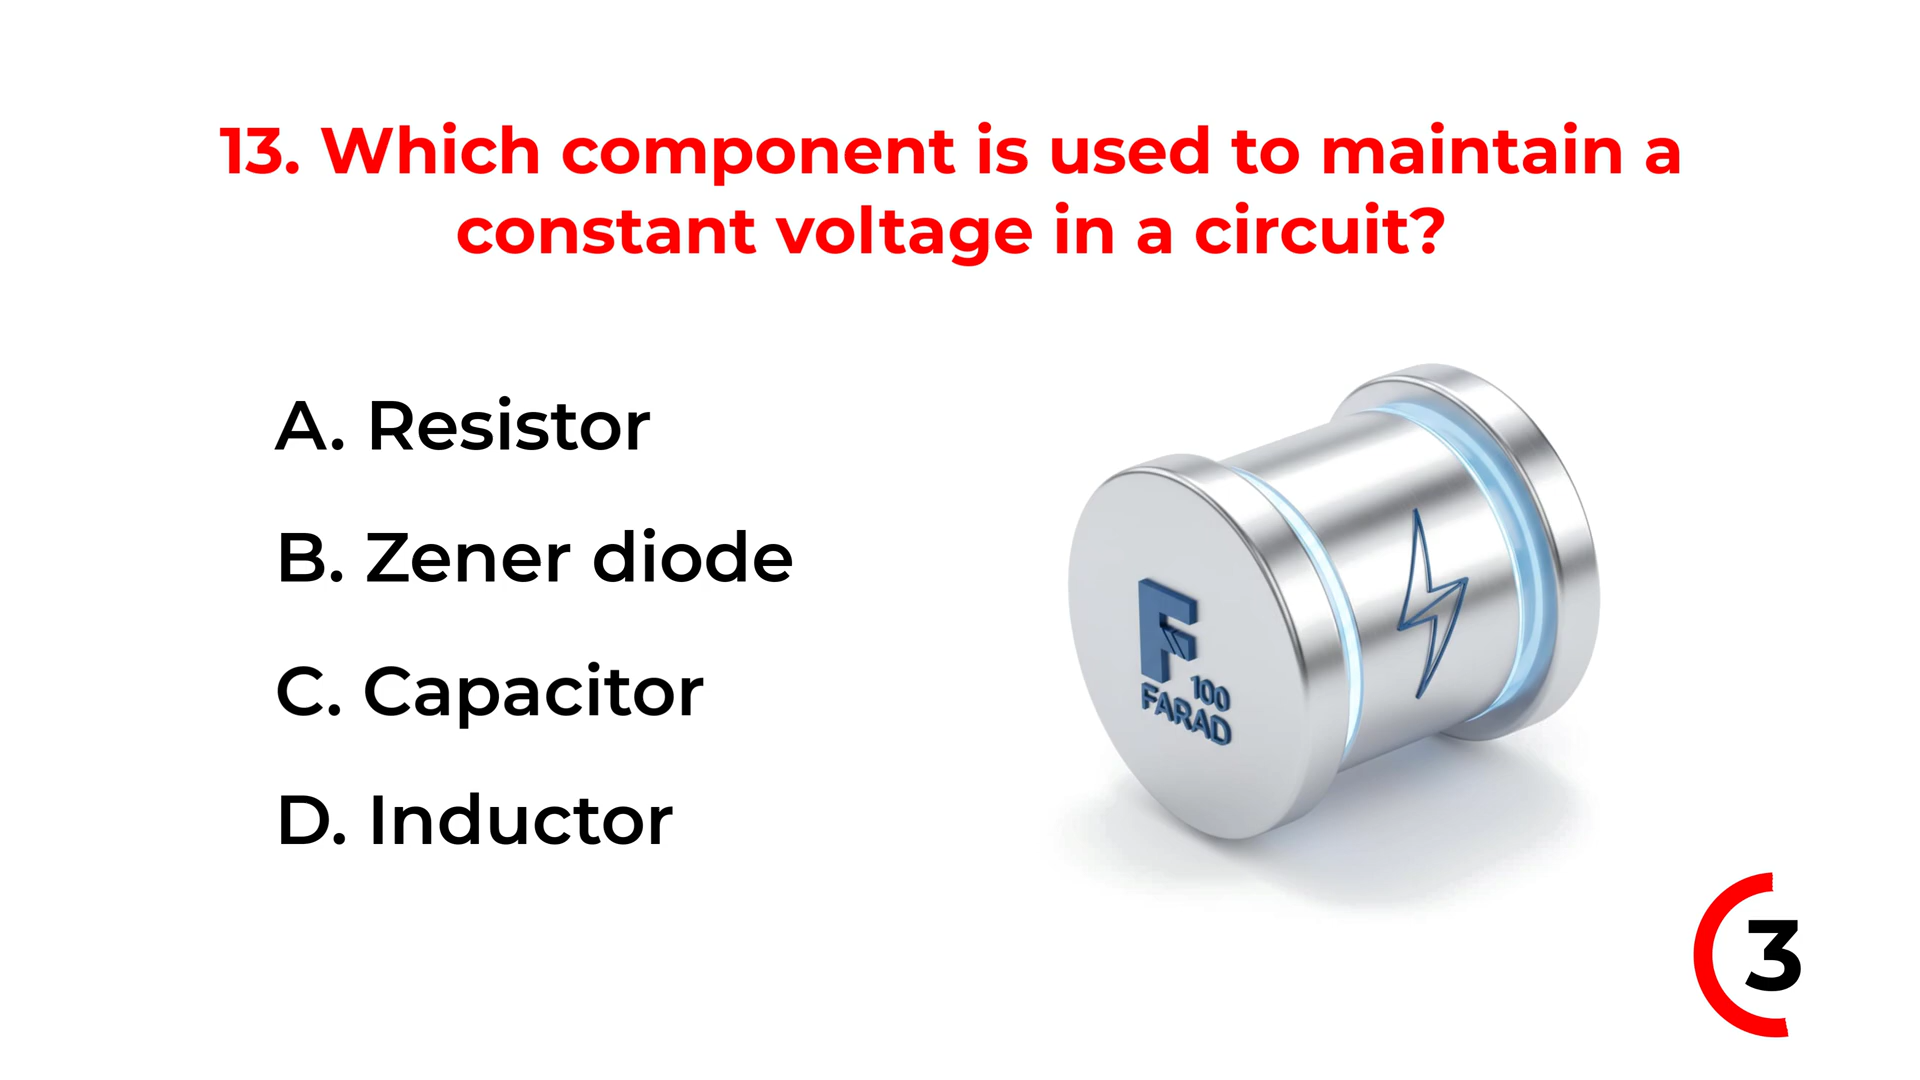 13. Which component is used to maintain a
constant voltage in a circuit?
A. Resistor
B. Zener diode
C. Capacitor
D. Inductor
F
100
FARAD
3